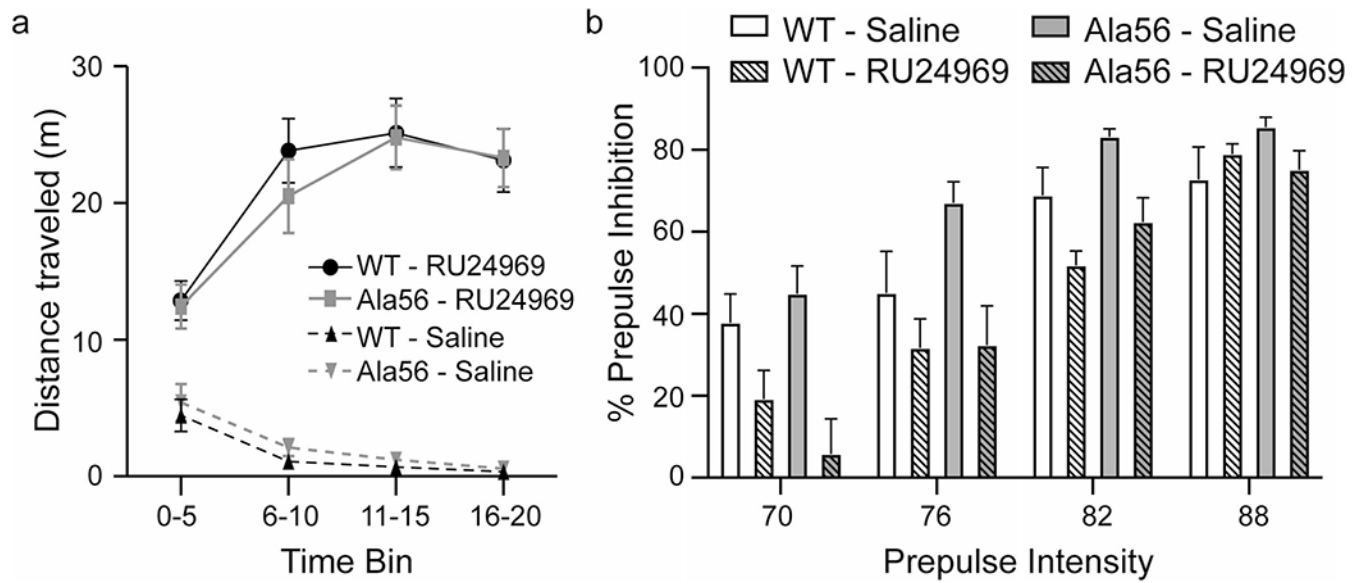 a
30
20
10
0
Distance traveled (m)
WT - RU24969
Ala56 - RU24969
WT - Saline
Ala56 - Saline
0-5 6-10 11-15 16-20
Time Bin
b
WT - Saline Ala56 - Saline
WT - RU24969 Ala56 - RU24969
100
80
60
40
20
0
% Prepulse Inhibition
70 76 82 88
Prepulse Intensity